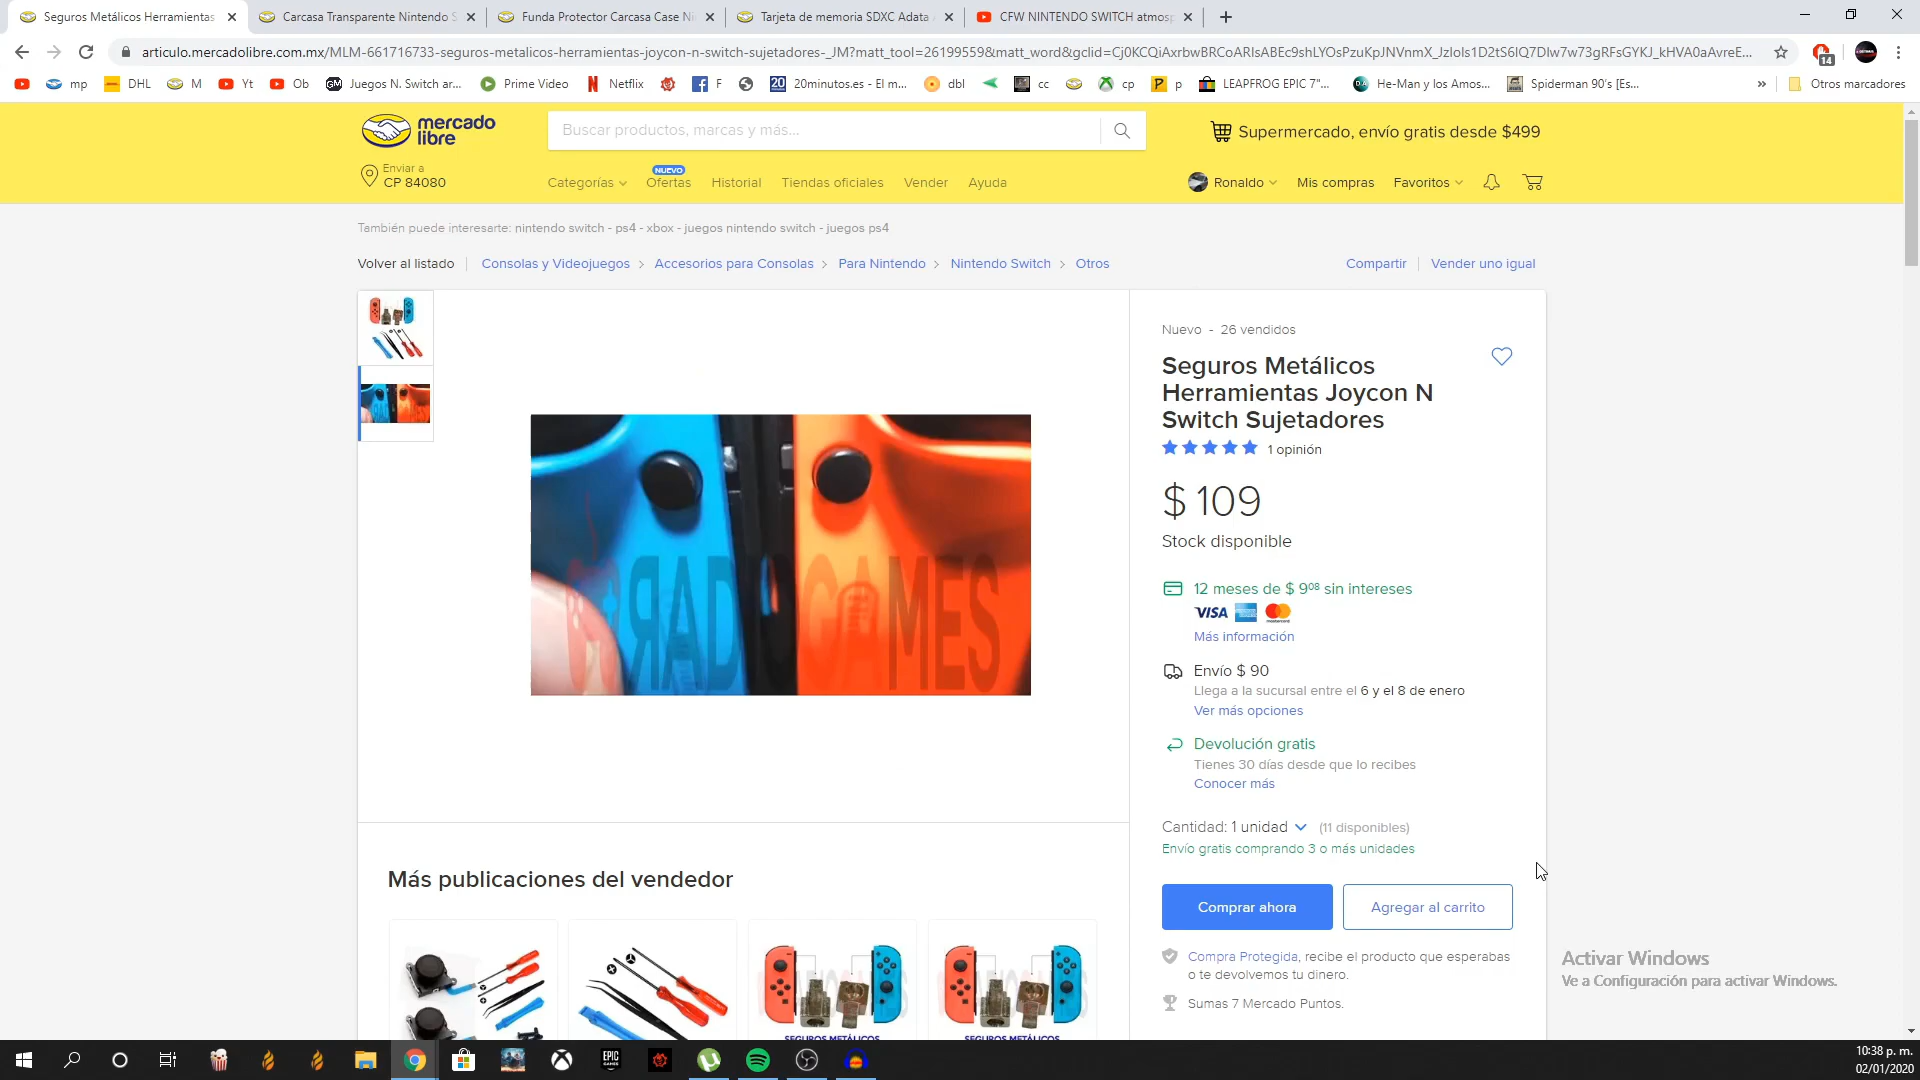 Seguros Metálicos Herramientas
Carcasa Transparente Nintendo S
Funda Protector Carcasa Case Ni
Tarjeta de memoria SDXC Adata
CFW NINTENDO SWITCH atmos
articulo.mercadolibre.com.mx/MLM-661716733-seguros-metalicos-herramientas-joycon-n-switch-sujetadores-_JM?matt_tool=26199559&matt_word&gclid=
14
mp
DHL
M
Yt
Ob
Juegos N. Switch ar...
Prime Video
Netflix
F
20
20minutos.es - El m...
dbl
cc
cp
p
LEAPFROG EPIC 7"...
He-Man y los Amos...
Spiderman 90's [Es...
»
Otros marcadores
mercado
libre
Buscar productos, marcas y más...
Supermercado, envío gratis desde $499
Enviar a
CP 84080
NUEVO
Categorías
Ofertas
Historial
Tiendas oficiales
Vender
Ayuda
Ronaldo
Mis compras
Favoritos
También puede interesarte: nintendo switch - ps4 - xbox - juegos nintendo switch - juegos ps4
Volver al listado
Consolas y Videojuegos
Accesorios para Consolas
Para Nintendo
Nintendo Switch
Otros
Compartir
Vender uno igual
Nuevo - 26 vendidos
Seguros Metálicos
Herramientas Joycon N
Switch Sujetadores
1 opinión
$ 109
Stock disponible
12 meses de $ 9⁰⁸ sin intereses
VISA
Más información
Envío $ 90
Llega a la sucursal entre el 6 y el 8 de enero
Ver más opciones
Devolución gratis
Tienes 30 días desde que lo recibes
Conocer más
Cantidad: 1 unidad (11 disponibles)
Envío gratis comprando 3 o más unidades
Comprar ahora
Agregar al carrito
Compra Protegida, recibe el producto que esperabas
o te devolvemos tu dinero.
Sumas 7 Mercado Puntos.
GAMES
Más publicaciones del vendedor
SEGUROS METÁLICOS
SEGUROS METÁLICOS
Activar Windows
Ve a Configuración para activar Windows.
EPIC
GAMES
10:38 p. m.
02/01/2020